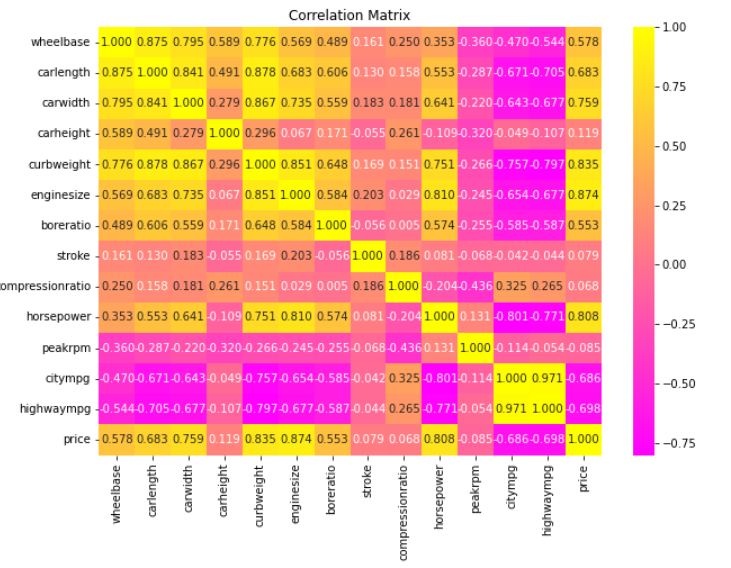 Correlation Matrix
wheelbase 1.000 0.875 0.795 0.589 0.776 0.569 0.489 0.161 0.250 0.353 -0.360 -0.470 -0.544 0.578
carlength 0.875 1.000 0.841 0.491 0.878 0.683 0.606 0.130 0.158 0.553 -0.287 -0.671 -0.705 0.683
carwidth 0.795 0.841 1.000 0.279 0.867 0.735 0.559 0.183 0.181 0.641 -0.220 -0.643 -0.677 0.759
carheight 0.589 0.491 0.279 1.000 0.296 0.067 0.171 -0.055 0.261 -0.109 -0.320 -0.049 -0.107 0.119
curbweight 0.776 0.878 0.867 0.296 1.000 0.851 0.648 0.169 0.151 0.751 -0.266 -0.757 -0.797 0.835
enginesize 0.569 0.683 0.735 0.067 0.851 1.000 0.584 0.203 0.029 0.810 -0.245 -0.654 -0.677 0.874
boreratio 0.489 0.606 0.559 0.171 0.648 0.584 1.000 -0.056 0.005 0.574 -0.255 -0.585 -0.587 0.553
stroke 0.161 0.130 0.183 -0.055 0.169 0.203 -0.056 1.000 0.186 0.081 -0.068 -0.042 -0.044 0.079
ompressionratio 0.250 0.158 0.181 0.261 0.151 0.029 0.005 0.186 1.000 -0.204 -0.436 0.325 0.265 0.068
horsepower 0.353 0.553 0.641 -0.109 0.751 0.810 0.574 0.081 -0.204 1.000 0.131 -0.801 -0.771 0.808
peakrpm -0.360 -0.287 -0.220 -0.320 -0.266 -0.245 -0.255 -0.068 -0.436 0.131 1.000 -0.114 -0.054 -0.085
citympg -0.470 -0.671 -0.643 -0.049 -0.757 -0.654 -0.585 -0.042 0.325 -0.801 -0.114 1.000 0.971 -0.686
highwaympg -0.544 -0.705 -0.677 -0.107 -0.797 -0.677 -0.587 -0.044 0.265 -0.771 -0.054 0.971 1.000 -0.698
price 0.578 0.683 0.759 0.119 0.835 0.874 0.553 0.079 0.068 0.808 -0.085 -0.686 -0.698 1.000
wheelbase carlength carwidth carheight curbweight enginesize boreratio stroke compressionratio horsepower peakrpm citympg highwaympg price
1.00
0.75
0.50
0.25
0.00
−0.25
−0.50
−0.75